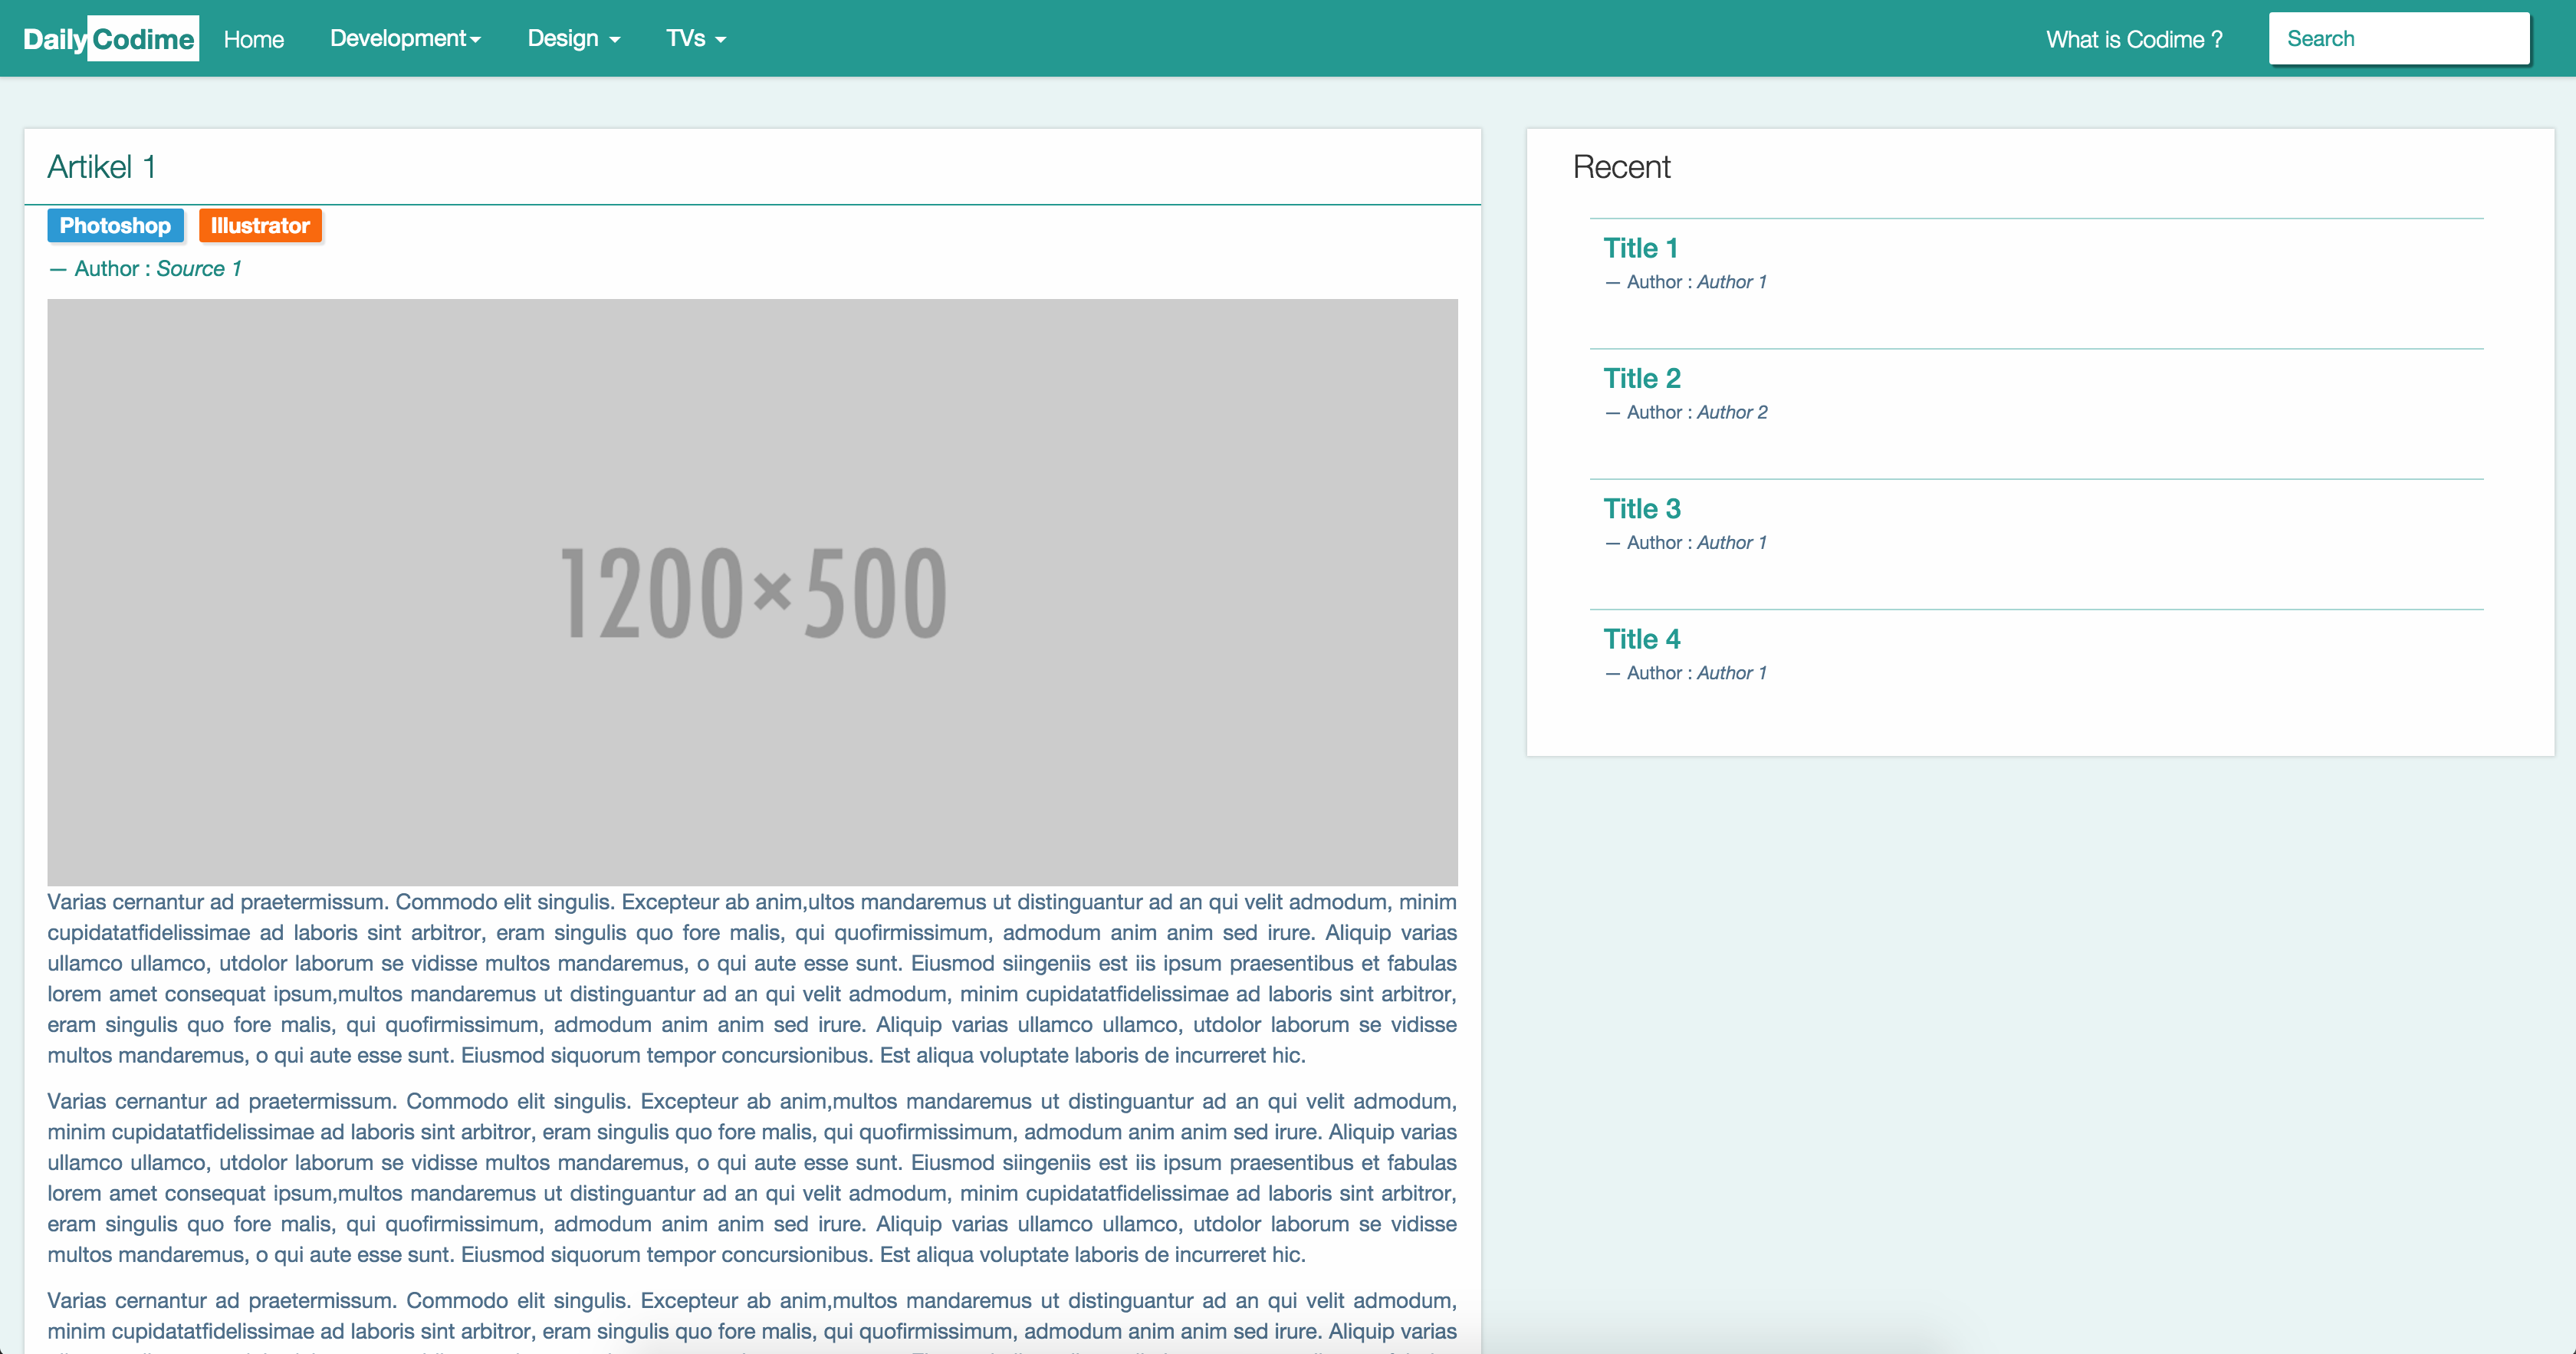 DailyCodime Home Development Design TVs What is Codime ? Search
Artikel 1
Photoshop Illustrator
— Author : Source 1
1200×500
Varias cernantur ad praetermissum. Commodo elit singulis. Excepteur ab anim,ultos mandaremus ut distinguantur ad an qui velit admodum, minim
cupidatatfidelissimae ad laboris sint arbitror, eram singulis quo fore malis, qui quofirmissimum, admodum anim anim sed irure. Aliquip varias
ullamco ullamco, utdolor laborum se vidisse multos mandaremus, o qui aute esse sunt. Eiusmod siingeniis est iis ipsum praesentibus et fabulas
lorem amet consequat ipsum,multos mandaremus ut distinguantur ad an qui velit admodum, minim cupidatatfidelissimae ad laboris sint arbitror,
eram singulis quo fore malis, qui quofirmissimum, admodum anim anim sed irure. Aliquip varias ullamco ullamco, utdolor laborum se vidisse
multos mandaremus, o qui aute esse sunt. Eiusmod siquorum tempor concursionibus. Est aliqua voluptate laboris de incurreret hic.
Varias cernantur ad praetermissum. Commodo elit singulis. Excepteur ab anim,multos mandaremus ut distinguantur ad an qui velit admodum,
minim cupidatatfidelissimae ad laboris sint arbitror, eram singulis quo fore malis, qui quofirmissimum, admodum anim anim sed irure. Aliquip varias
ullamco ullamco, utdolor laborum se vidisse multos mandaremus, o qui aute esse sunt. Eiusmod siingeniis est iis ipsum praesentibus et fabulas
lorem amet consequat ipsum,multos mandaremus ut distinguantur ad an qui velit admodum, minim cupidatatfidelissimae ad laboris sint arbitror,
eram singulis quo fore malis, qui quofirmissimum, admodum anim anim sed irure. Aliquip varias ullamco ullamco, utdolor laborum se vidisse
multos mandaremus, o qui aute esse sunt. Eiusmod siquorum tempor concursionibus. Est aliqua voluptate laboris de incurreret hic.
Varias cernantur ad praetermissum. Commodo elit singulis. Excepteur ab anim,multos mandaremus ut distinguantur ad an qui velit admodum,
minim cupidatatfidelissimae ad laboris sint arbitror, eram singulis quo fore malis, qui quofirmissimum, admodum anim anim sed irure. Aliquip varias
Recent
Title 1
— Author : Author 1
Title 2
— Author : Author 2
Title 3
— Author : Author 1
Title 4
— Author : Author 1